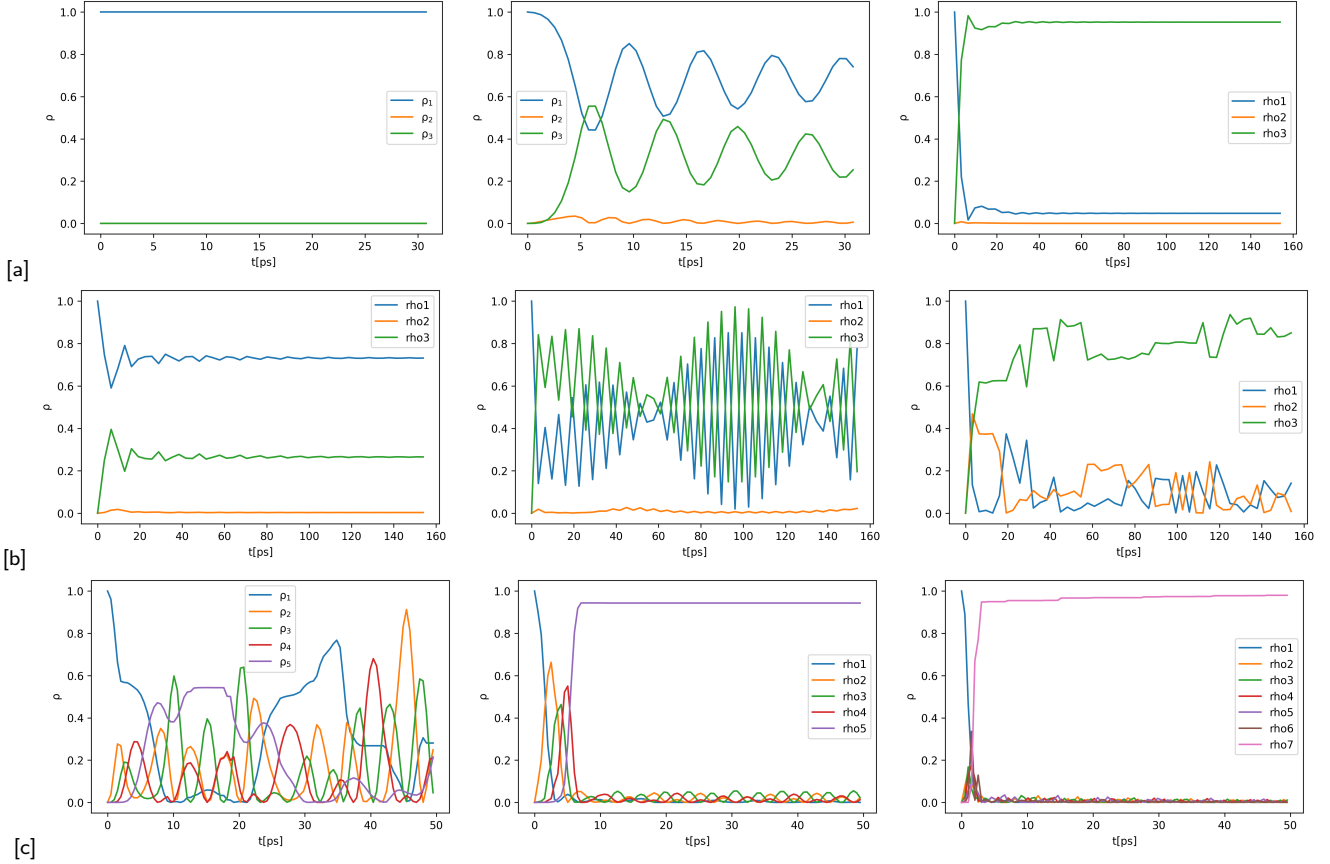 1.0
0.8
0.6
0.4
0.2
0.0
ρ
0 5 10 15 20 25 30
t[ps]
ρ₁
ρ₂
ρ₃
1.0
0.8
0.6
0.4
0.2
0.0
ρ
0 5 10 15 20 25 30
t[ps]
ρ₁
ρ₂
ρ₃
1.0
0.8
0.6
0.4
0.2
0.0
ρ
0 20 40 60 80 100 120 140 160
t[ps]
rho1
rho2
rho3
[a]
1.0
0.8
0.6
0.4
0.2
0.0
ρ
0 20 40 60 80 100 120 140 160
t[ps]
rho1
rho2
rho3
1.0
0.8
0.6
0.4
0.2
0.0
ρ
0 20 40 60 80 100 120 140 160
t[ps]
rho1
rho2
rho3
1.0
0.8
0.6
0.4
0.2
0.0
ρ
0 20 40 60 80 100 120 140 160
t[ps]
rho1
rho2
rho3
[b]
1.0
0.8
0.6
0.4
0.2
0.0
ρ
0 10 20 30 40 50
t[ps]
ρ₁
ρ₂
ρ₃
ρ₄
ρ₅
1.0
0.8
0.6
0.4
0.2
0.0
ρ
0 10 20 30 40 50
t[ps]
rho1
rho2
rho3
rho4
rho5
1.0
0.8
0.6
0.4
0.2
0.0
ρ
0 10 20 30 40 50
t[ps]
rho1
rho2
rho3
rho4
rho5
rho6
rho7
[c]